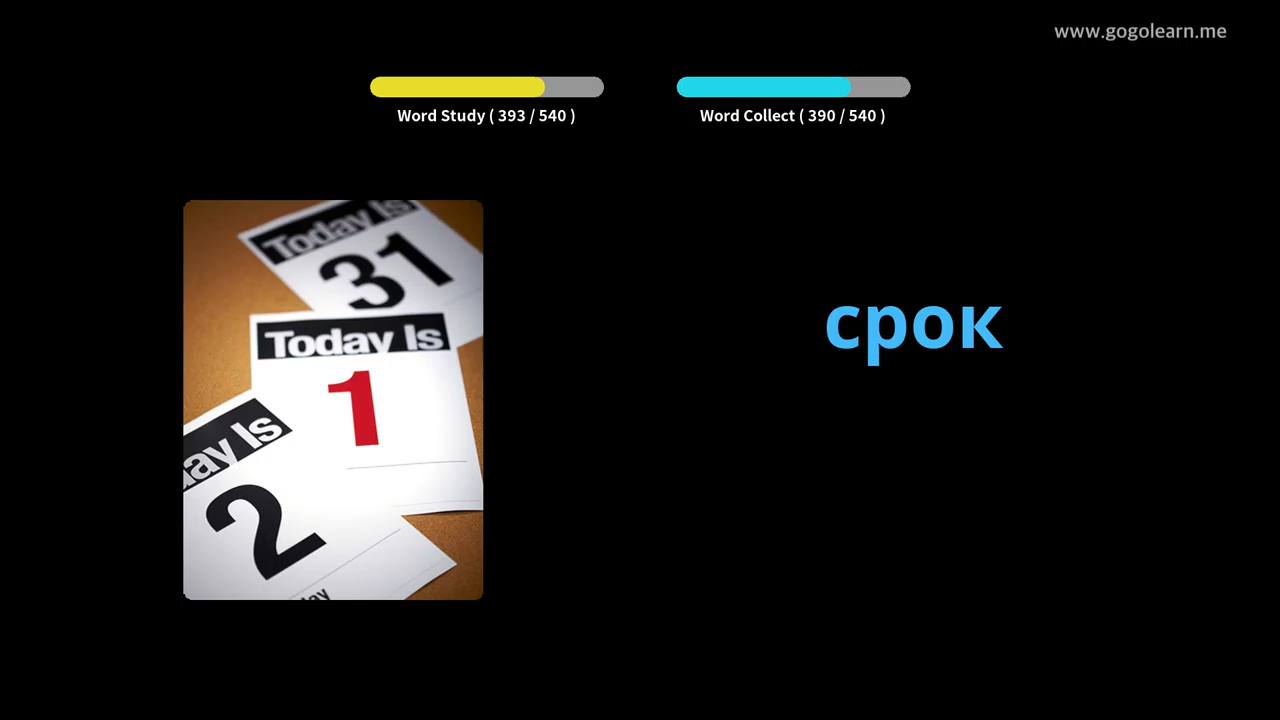 www.gogolearn.me
Word Study ( 393 / 540 )
Word Collect ( 390 / 540 )
Today Is
31
Today Is
1
ay Is
2
ay
срок